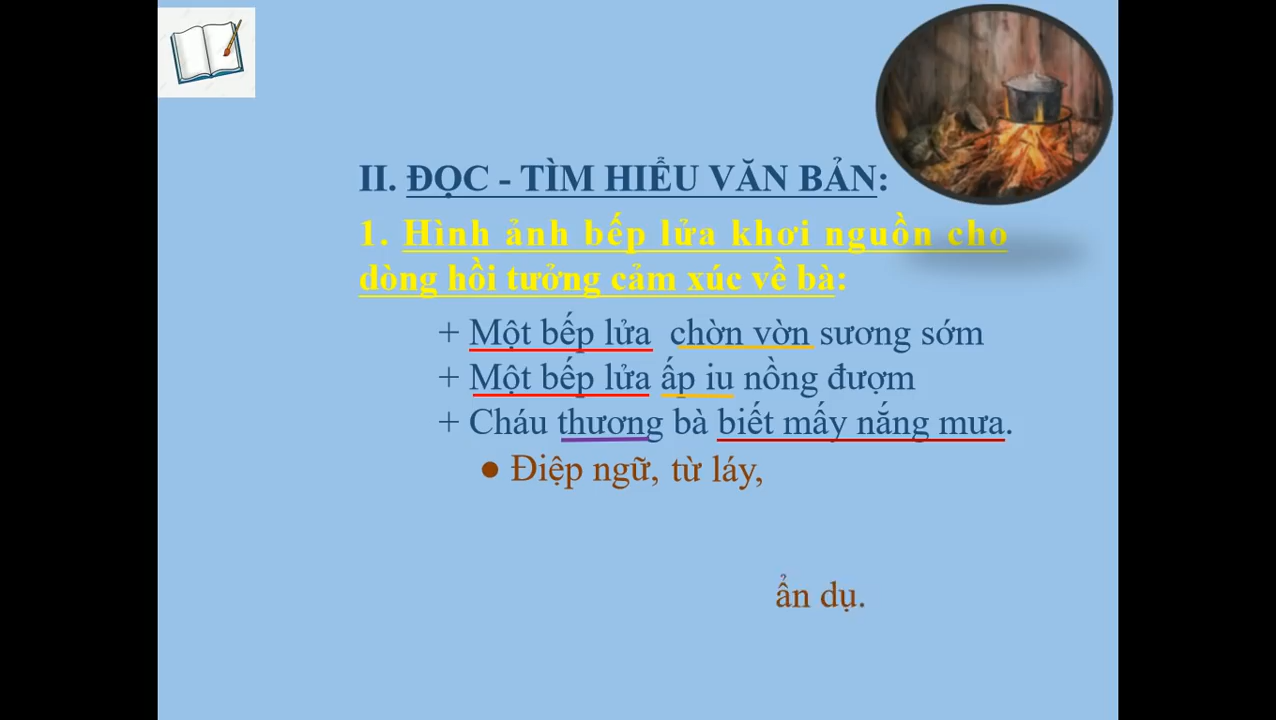 II. ĐỌC - TÌM HIỂU VĂN BẢN:
1. Hình ảnh bếp lửa khơi nguồn cho
dòng hồi tưởng cảm xúc về bà:
+ Một bếp lửa chờn vờn sương sớm
+ Một bếp lửa ấp iu nồng đượm
+ Cháu thương bà biết mấy nắng mưa.
● Điệp ngữ, từ láy,
ẩn dụ.